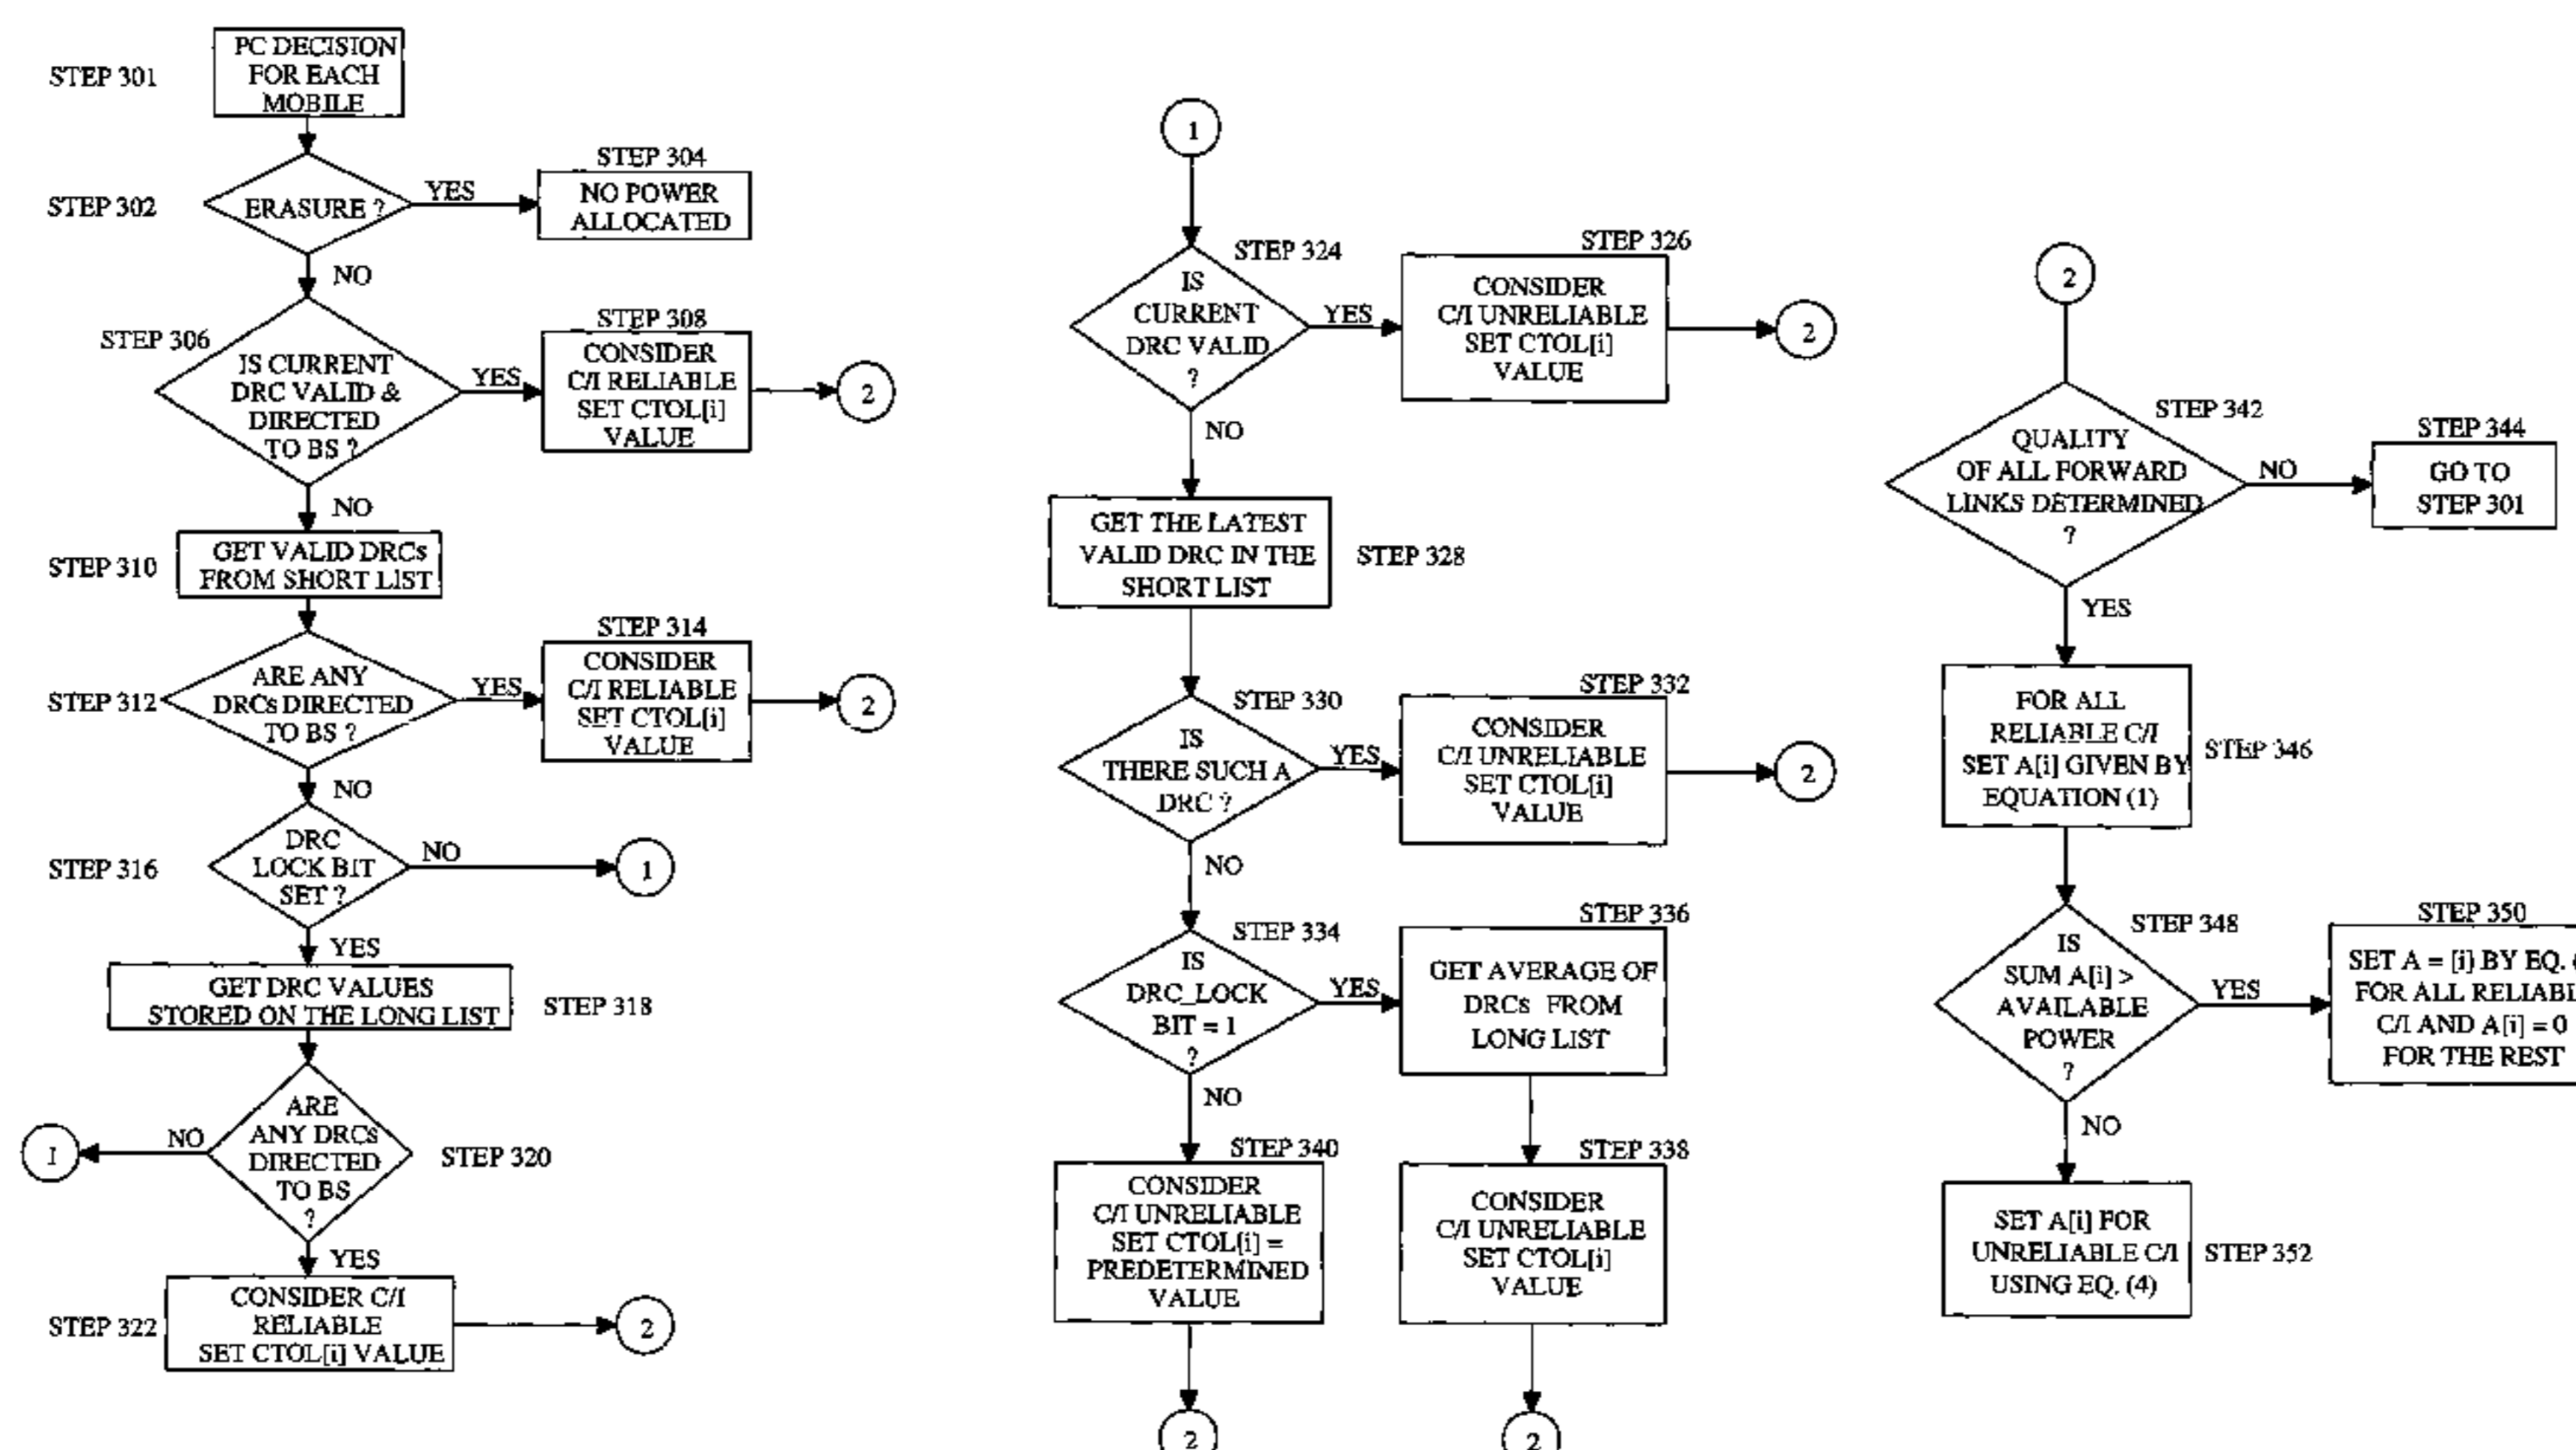 STEP 301
PC DECISION
FOR EACH
MOBILE
STEP 302
ERASURE ?
YES
STEP 304
NO POWER
ALLOCATED
NO
STEP 306
IS CURRENT
DRC VALID &
DIRECTED
TO BS ?
YES
STEP 308
CONSIDER
C/I RELIABLE
SET CTOL[i]
VALUE
2
NO
STEP 310
GET VALID DRCs
FROM SHORT LIST
STEP 312
ARE ANY
DRCs DIRECTED
TO BS ?
YES
STEP 314
CONSIDER
C/I RELIABLE
SET CTOL[i]
VALUE
2
NO
STEP 316
DRC
LOCK BIT
SET ?
NO
1
YES
GET DRC VALUES
STORED ON THE LONG LIST
STEP 318
ARE
ANY DRCs
DIRECTED
TO BS
?
STEP 320
NO
1
YES
STEP 322
CONSIDER C/I
RELIABLE
SET CTOL[i] VALUE
2
1
STEP 324
IS
CURRENT
DRC VALID
?
YES
STEP 326
CONSIDER
C/I UNRELIABLE
SET CTOL[i]
VALUE
2
NO
GET THE LATEST
VALID DRC IN THE
SHORT LIST
STEP 328
STEP 330
IS
THERE SUCH A
DRC ?
YES
STEP 332
CONSIDER
C/I UNRELIABLE
SET CTOL[i]
VALUE
2
NO
STEP 334
IS
DRC_LOCK
BIT = 1
?
YES
STEP 336
GET AVERAGE OF
DRCs FROM
LONG LIST
NO
STEP 340
CONSIDER
C/I UNRELIABLE
SET CTOL[i] =
PREDETERMINED
VALUE
2
STEP 338
CONSIDER
C/I UNRELIABLE
SET CTOL[i]
VALUE
2
2
STEP 342
QUALITY
OF ALL FORWARD
LINKS DETERMINED
?
NO
STEP 344
GO TO
STEP 301
YES
FOR ALL
RELIABLE C/I
SET A[i] GIVEN BY
EQUATION (1)
STEP 346
STEP 348
IS
SUM A[i] >
AVAILABLE
POWER
?
YES
STEP 350
SET A = [i] BY EQ.
FOR ALL
C/I AND A[i] = 0
FOR THE REST
NO
SET A[i] FOR
UNRELIABLE C/I
USING EQ. (4)
STEP 352